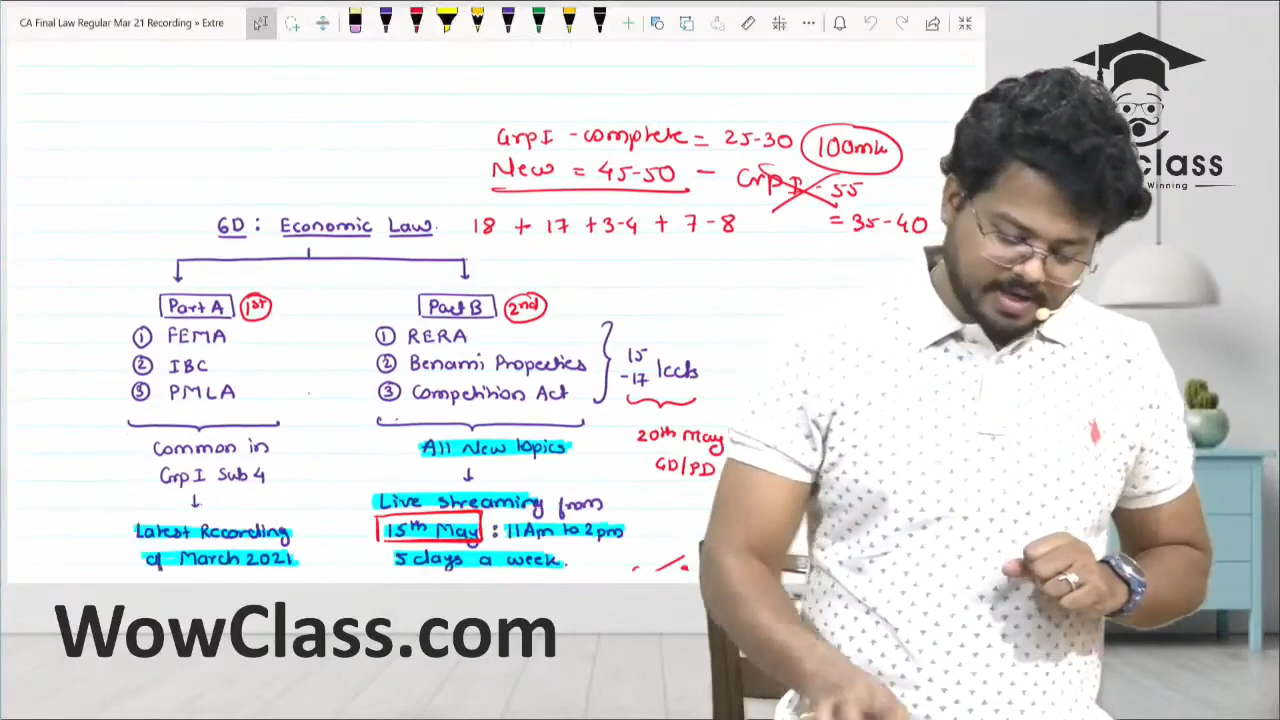 CA Final Law Regular Mar 21 Recording » Extre
GrpI - complete = 25-30 100mk
New = 45-50 - GrpI - 55
6D : Economic Law. 18 + 17 + 3-4 + 7-8 = 35-40
Part A 1st
① FEMA
② IBC
③ PMLA
Common in
Grp I Sub 4
Latest Recording
of March 2021
Part B 2nd
① RERA
② Benami Properties
③ Competition Act
15
-17 lects
20th May
GD/PD
All New topics
Live streaming from
15th May : 11Am to 2pm
5 days a week.
class
Winning
WowClass.com